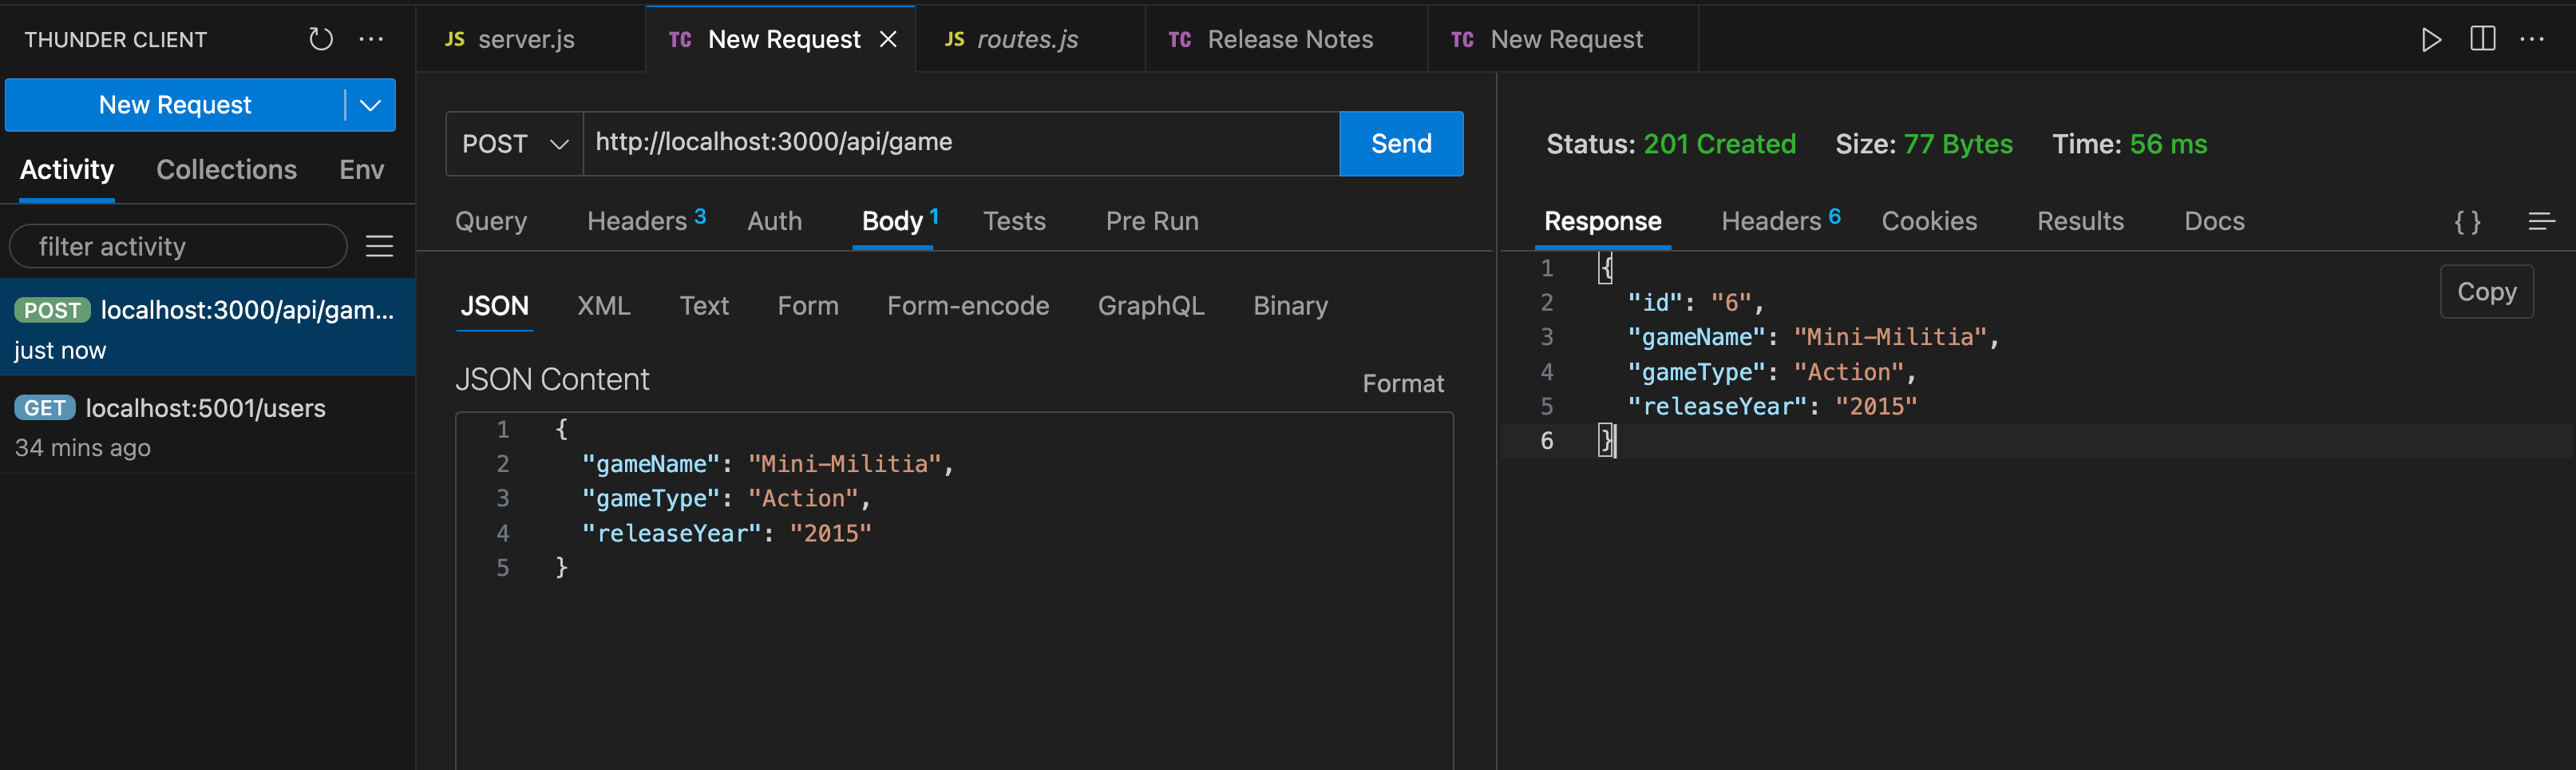 THUNDER CLIENT
New Request
Activity Collections Env
filter activity
POST localhost:3000/api/gam...
just now
GET localhost:5001/users
34 mins ago
JS server.js TC New Request JS routes.js TC Release Notes TC New Request
POST http://localhost:3000/api/game Send
Query Headers 3 Auth Body 1 Tests Pre Run
JSON XML Text Form Form-encode GraphQL Binary
JSON Content Format
1 {
2 "gameName": "Mini-Militia",
3 "gameType": "Action",
4 "releaseYear": "2015"
5 }
Status: 201 Created Size: 77 Bytes Time: 56 ms
Response Headers 6 Cookies Results Docs { }
Copy
1 {
2 "id": "6",
3 "gameName": "Mini-Militia",
4 "gameType": "Action",
5 "releaseYear": "2015"
6 }